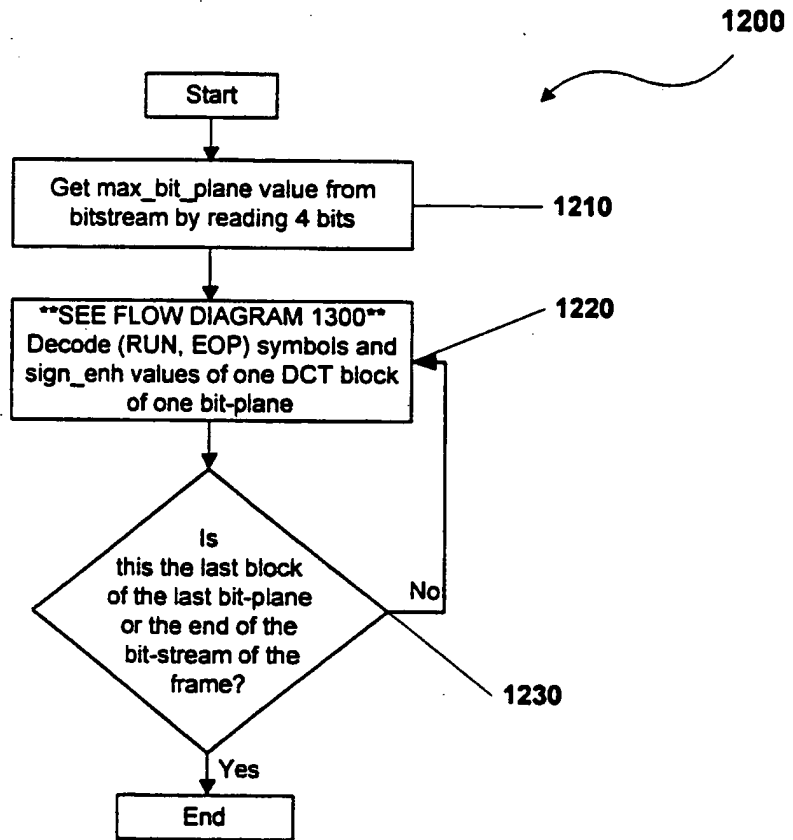 1200
Start
Get max_bit_plane value from
bitstream by reading 4 bits
1210
**SEE FLOW DIAGRAM 1300**
Decode (RUN, EOP) symbols and
sign_enh values of one DCT block
of one bit-plane
1220
Is
this the last block
of the last bit-plane
or the end of the
bit-stream of the
frame?
No
1230
Yes
End